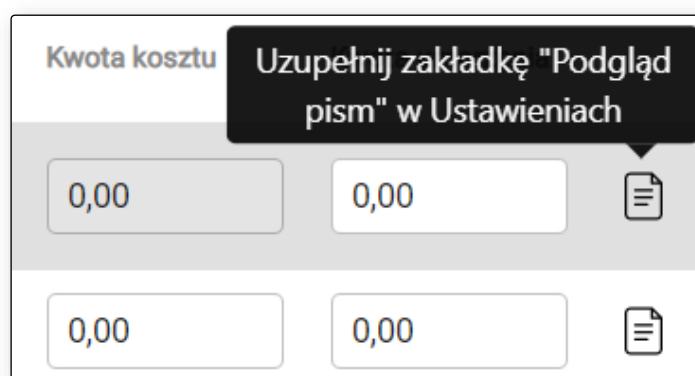 Kwota kosztu
Uzupełnij zakładkę "Podgląd
pism" w Ustawieniach
0,00 0,00
0,00 0,00